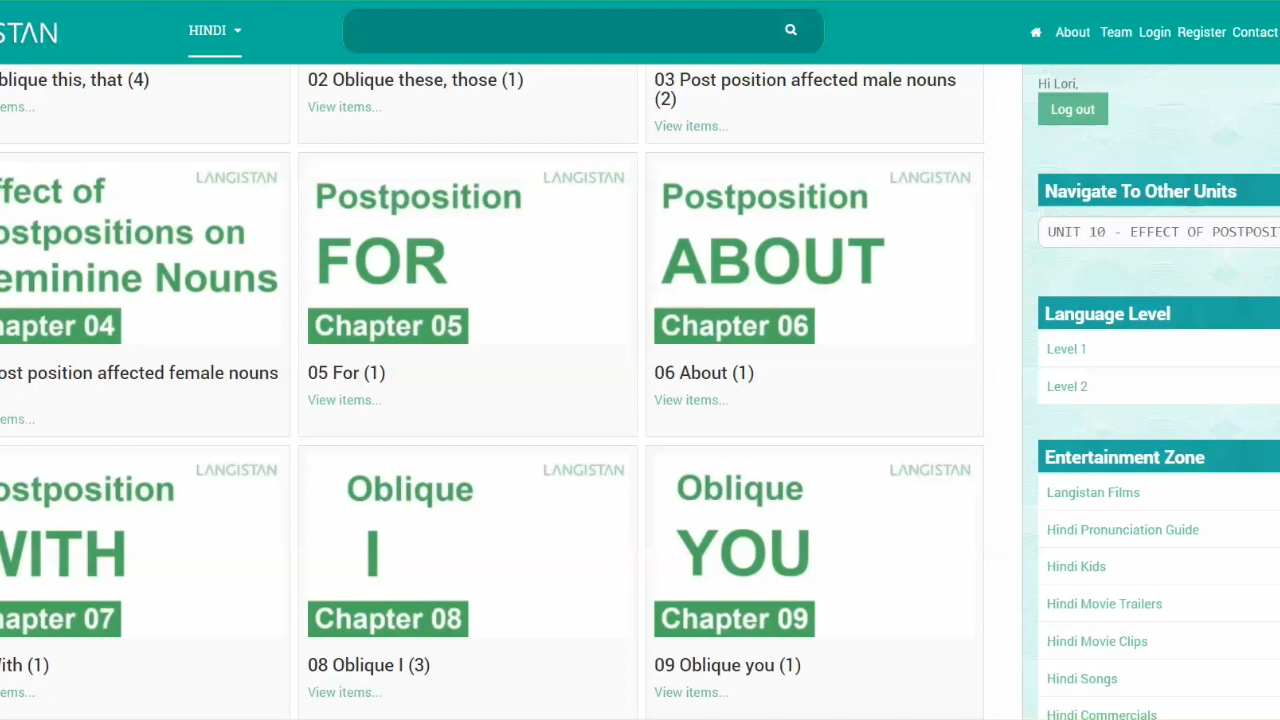 STAN
HINDI
About Team Login Register Contact
blique this, that (4)
ems...
02 Oblique these, those (1)
View items...
03 Post position affected male nouns
(2)
View items...
Hi Lori,
Log out
LANGISTAN
ffect of
ostpositions on
eminine Nouns
hapter 04
ost position affected female nouns
ems...
LANGISTAN
Postposition
FOR
Chapter 05
05 For (1)
View items...
LANGISTAN
Postposition
ABOUT
Chapter 06
06 About (1)
View items...
Navigate To Other Units
UNIT 10 - EFFECT OF POSTPOSIT
Language Level
Level 1
Level 2
LANGISTAN
ostposition
WITH
hapter 07
ith (1)
ems...
LANGISTAN
Oblique
I
Chapter 08
08 Oblique I (3)
View items...
LANGISTAN
Oblique
YOU
Chapter 09
09 Oblique you (1)
View items...
Entertainment Zone
Langistan Films
Hindi Pronunciation Guide
Hindi Kids
Hindi Movie Trailers
Hindi Movie Clips
Hindi Songs
Hindi Commercials